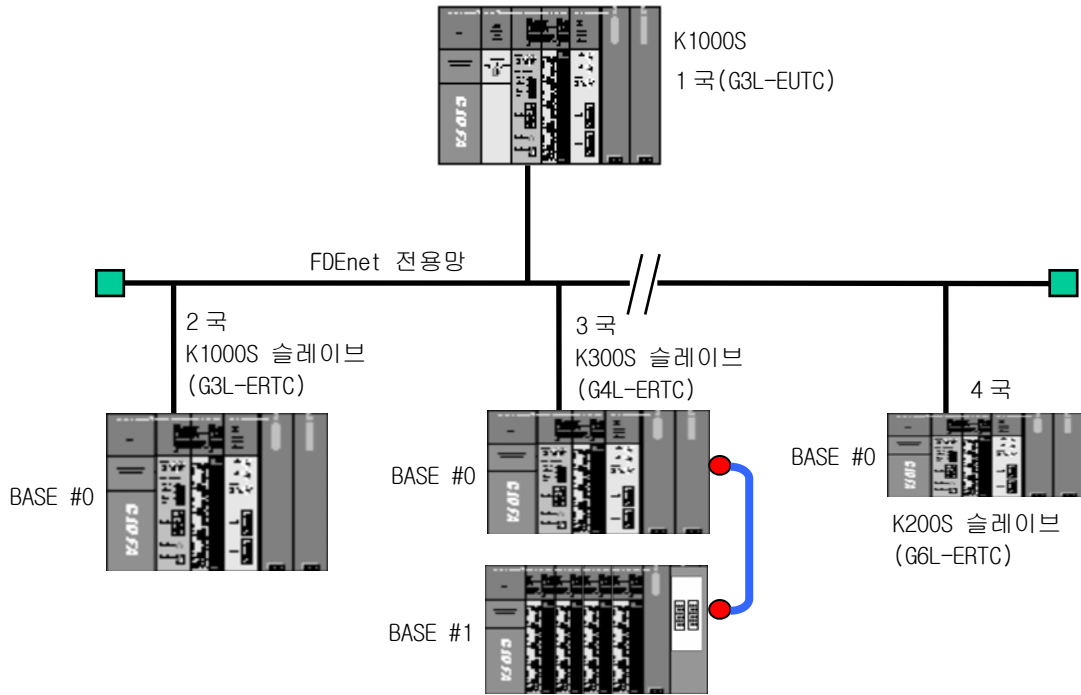 K1000S
1 국(G3L-EUTC)
FDEnet 전용망
2 국
K1000S 슬레이브
(G3L-ERTC)
3 국
K300S 슬레이브
(G4L-ERTC)
4 국
BASE #0
BASE #0
BASE #0
K200S 슬레이브
(G6L-ERTC)
BASE #1